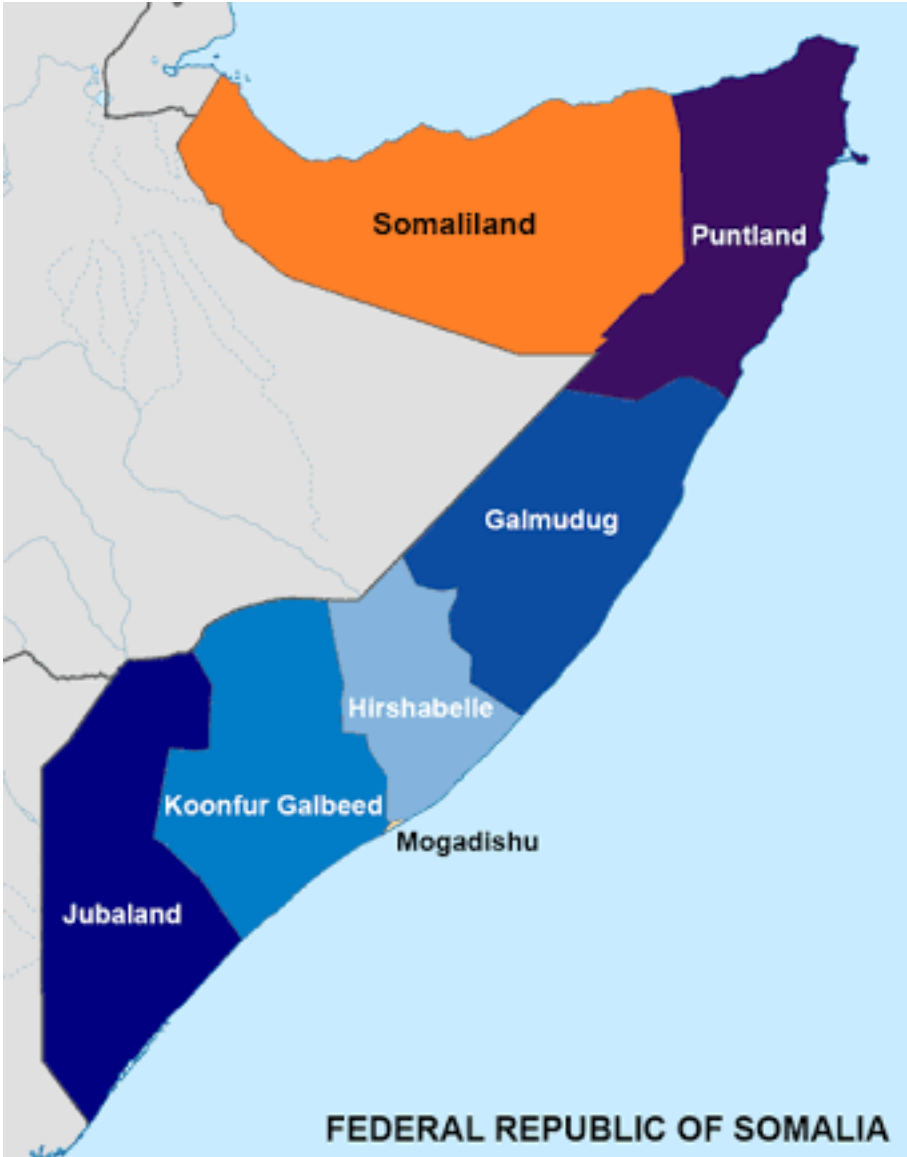 Somaliland
Puntland
Galmudug
Hirshabelle
Koonfur Galbeed
Mogadishu
Jubaland
FEDERAL REPUBLIC OF SOMALIA